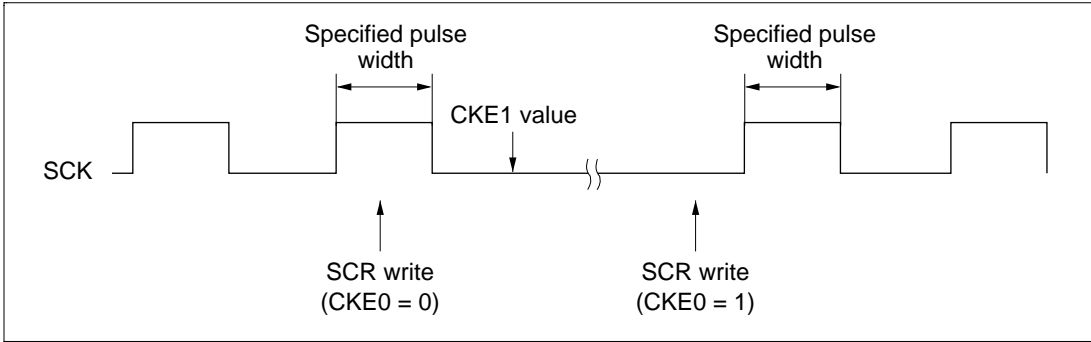 Specified pulse
width
Specified pulse
width
CKE1 value
SCK
SCR write
(CKE0 = 0)
SCR write
(CKE0 = 1)